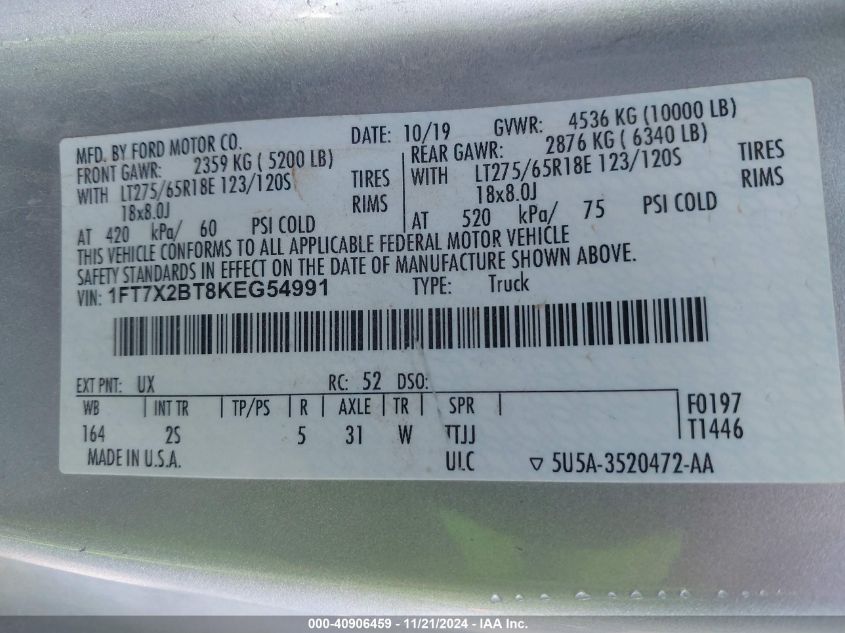 MFD. BY FORD MOTOR CO. DATE: 10/19 GVWR: 4536 KG (10000 LB)
FRONT GAWR: 2359 KG ( 5200 LB) REAR GAWR: 2876 KG ( 6340 LB)
WITH LT275/65R18E 123/120S TIRES WITH LT275/65R18E 123/120S TIRES
18x8.0J RIMS 18x8.0J RIMS
AT 420 kPa/ 60 PSI COLD AT 520 kPa/ 75 PSI COLD
THIS VEHICLE CONFORMS TO ALL APPLICABLE FEDERAL MOTOR VEHICLE
SAFETY STANDARDS IN EFFECT ON THE DATE OF MANUFACTURE SHOWN ABOVE.
VIN: 1FT7X2BT8KEG54991 TYPE: Truck
EXT PNT: UX RC: 52 DSO:
WB INT TR TP/PS R AXLE TR SPR F0197
164 2S 5 31 W TTJJ T1446
MADE IN U.S.A. ULC ▽ 5U5A-3520472-AA
000-40906459 - 11/21/2024 - IAA Inc.